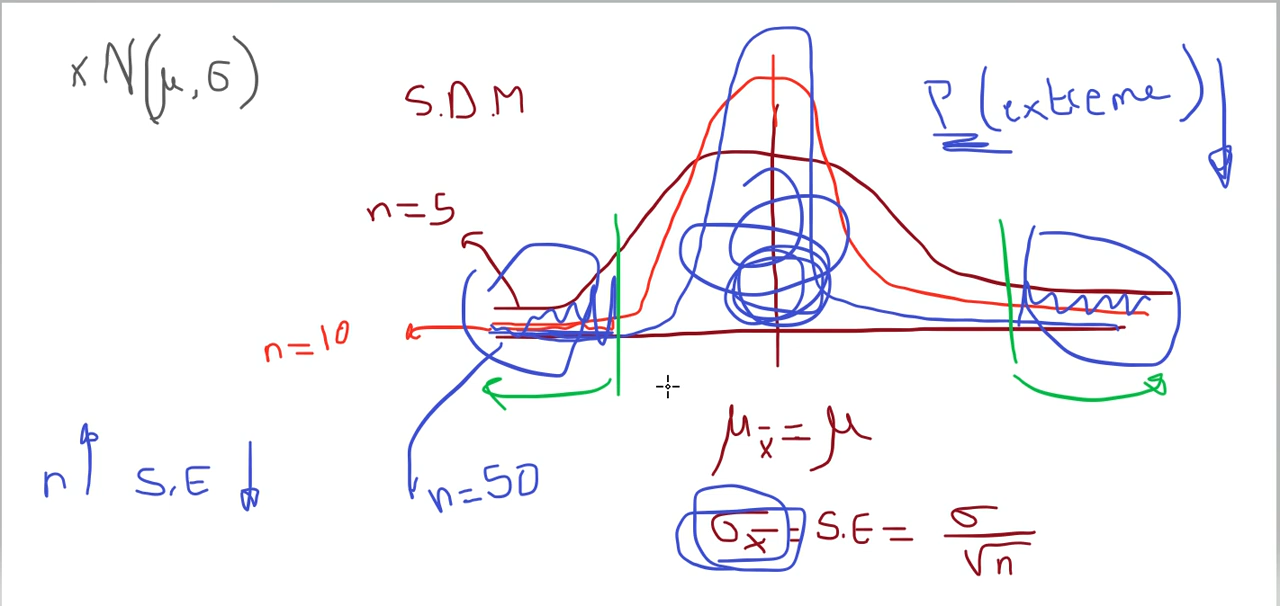 x N(μ, σ)
S.D.M
P(extreme) ↓
n=5
n=10
n↑ S.E ↓
n=50
μx̄ = μ
σx̄ = S.E = σ/√n